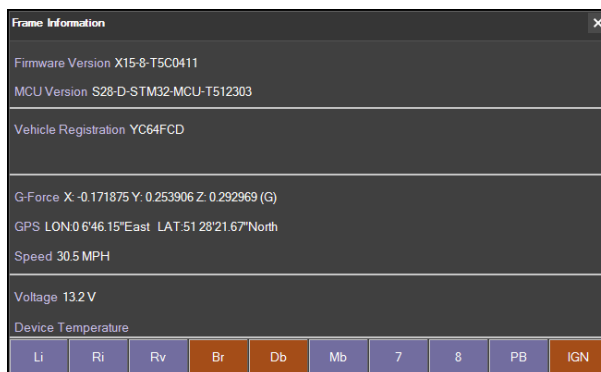 Frame Information
Firmware Version X15-8-T5C0411
MCU Version S28-D-STM32-MCU-T512303
Vehicle Registration YC64FCD
G-Force X: -0.171875 Y: 0.253906 Z: 0.292969 (G)
GPS LON:0 6'46.15"East LAT:51 28'21.67"North
Speed 30.5 MPH
Voltage 13.2 V
Device Temperature
Li Ri Rv Br Db Mb 7 8 PB IGN